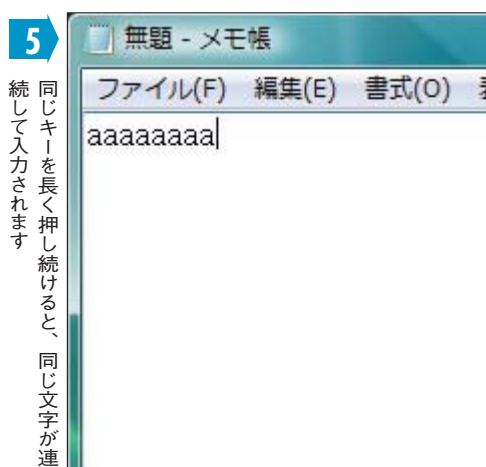 5
同じキーを長く押し続けると、同じ文字が連
続して入力されます
無題 - メモ帳
ファイル(F) 編集(E) 書式(O)
aaaaaaaa